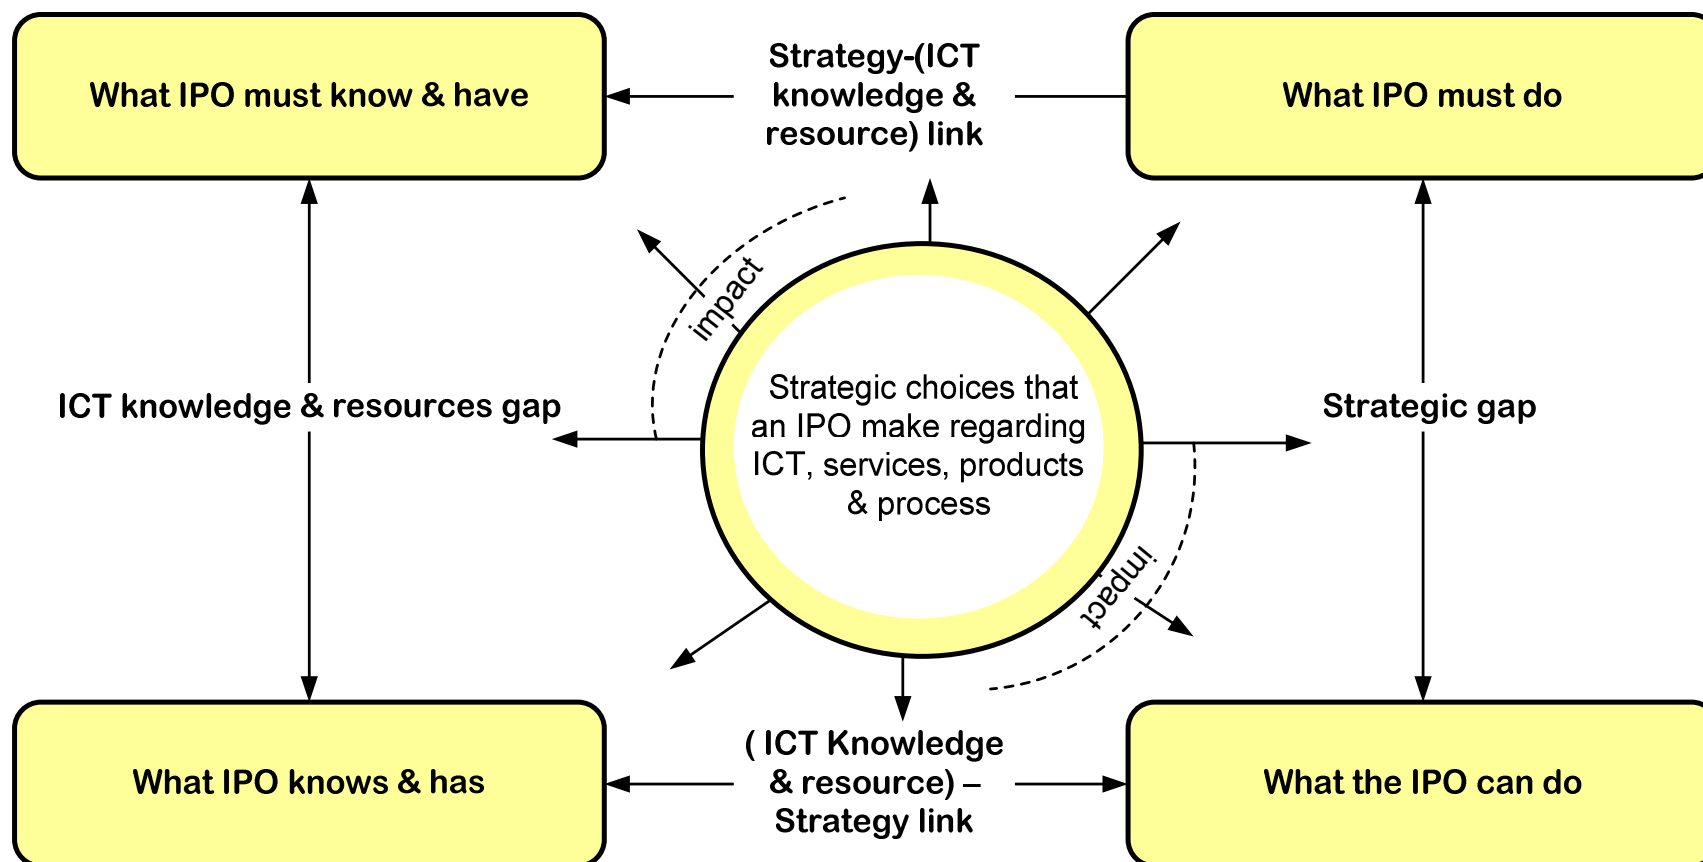 What IPO must know & have
Strategy-(ICT
knowledge &
resource) link
What IPO must do
impact
ICT knowledge & resources gap
Strategic choices that
an IPO make regarding
ICT, services, products
& process
Strategic gap
impact
What IPO knows & has
( ICT Knowledge
& resource) –
Strategy link
What the IPO can do